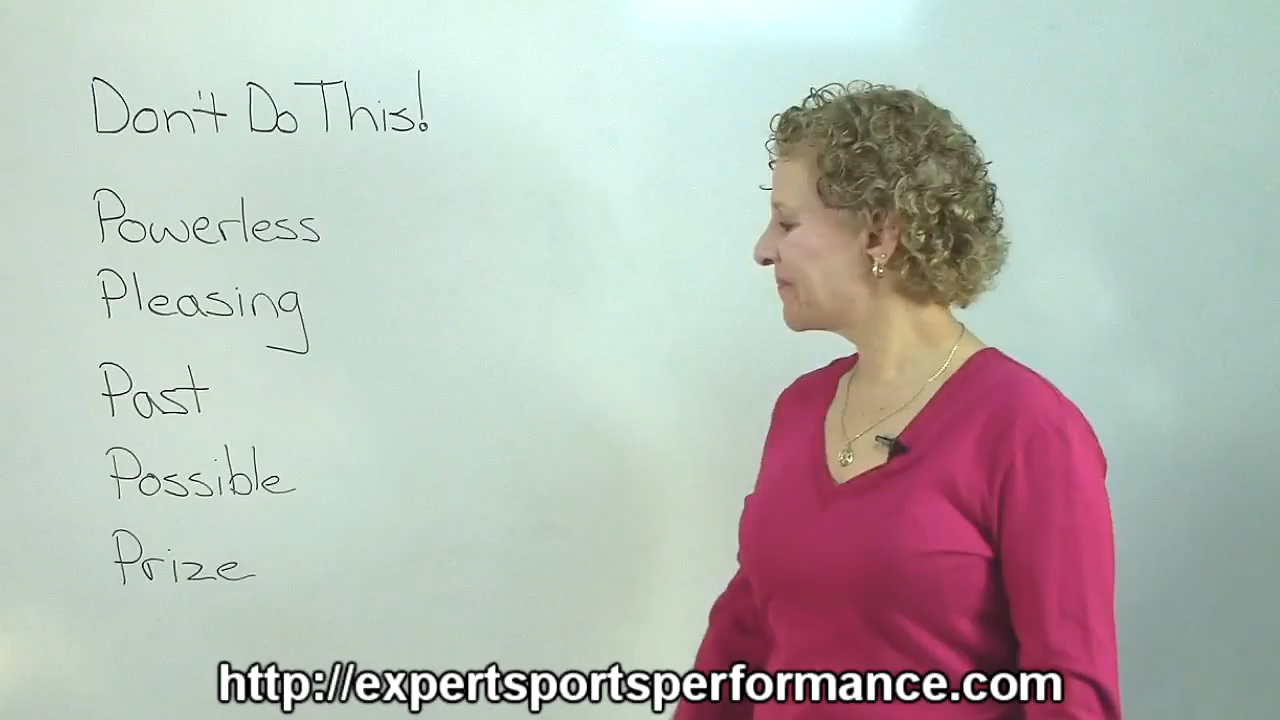 Don't Do This!
Powerless
Pleasing
Past
Possible
Prize
http://expertsportsperformance.com